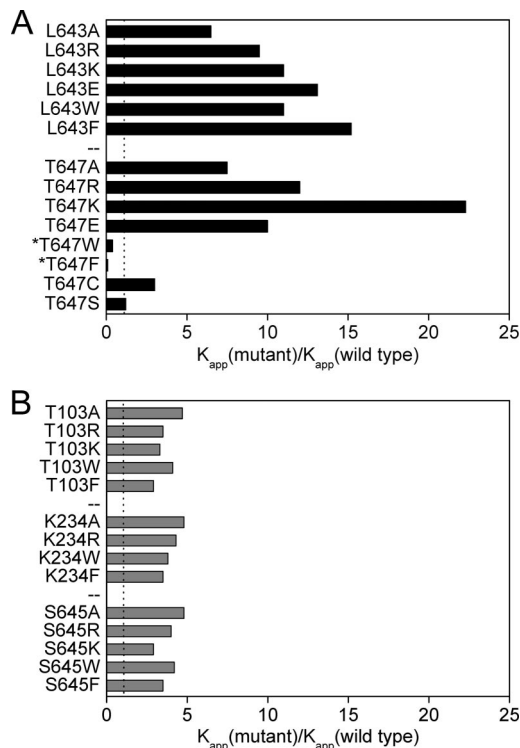 A
L643A
L643R
L643K
L643E
L643W
L643F
--
T647A
T647R
T647K
T647E
*T647W
*T647F
T647C
T647S
0 5 10 15 20 25
Kapp(mutant)/Kapp(wild type)
B
T103A
T103R
T103K
T103W
T103F
--
K234A
K234R
K234W
K234F
--
S645A
S645R
S645K
S645W
S645F
0 5 10 15 20 25
Kapp(mutant)/Kapp(wild type)